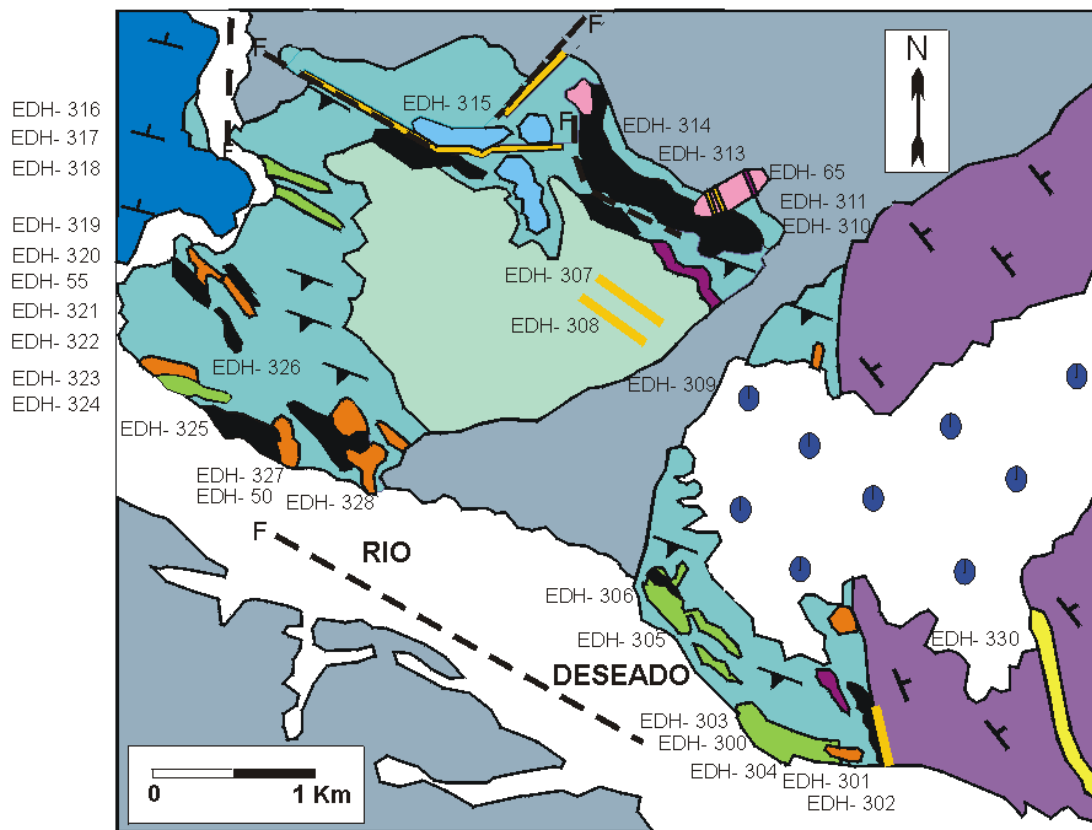 F
N
F
EDH- 316
EDH- 315
EDH- 317
F
EDH- 314
F
EDH- 313
EDH- 318
EDH- 65
EDH- 311
EDH- 319
EDH- 310
EDH- 320
EDH- 307
EDH- 55
EDH- 321
EDH- 308
EDH- 322
EDH- 326
EDH- 323
EDH- 309
EDH- 324
EDH- 325
EDH- 327
EDH- 50
EDH- 328
F
RIO
EDH- 306
EDH- 305
EDH- 330
DESEADO
EDH- 303
EDH- 300
EDH- 304
EDH- 301
EDH- 302
0
1 Km